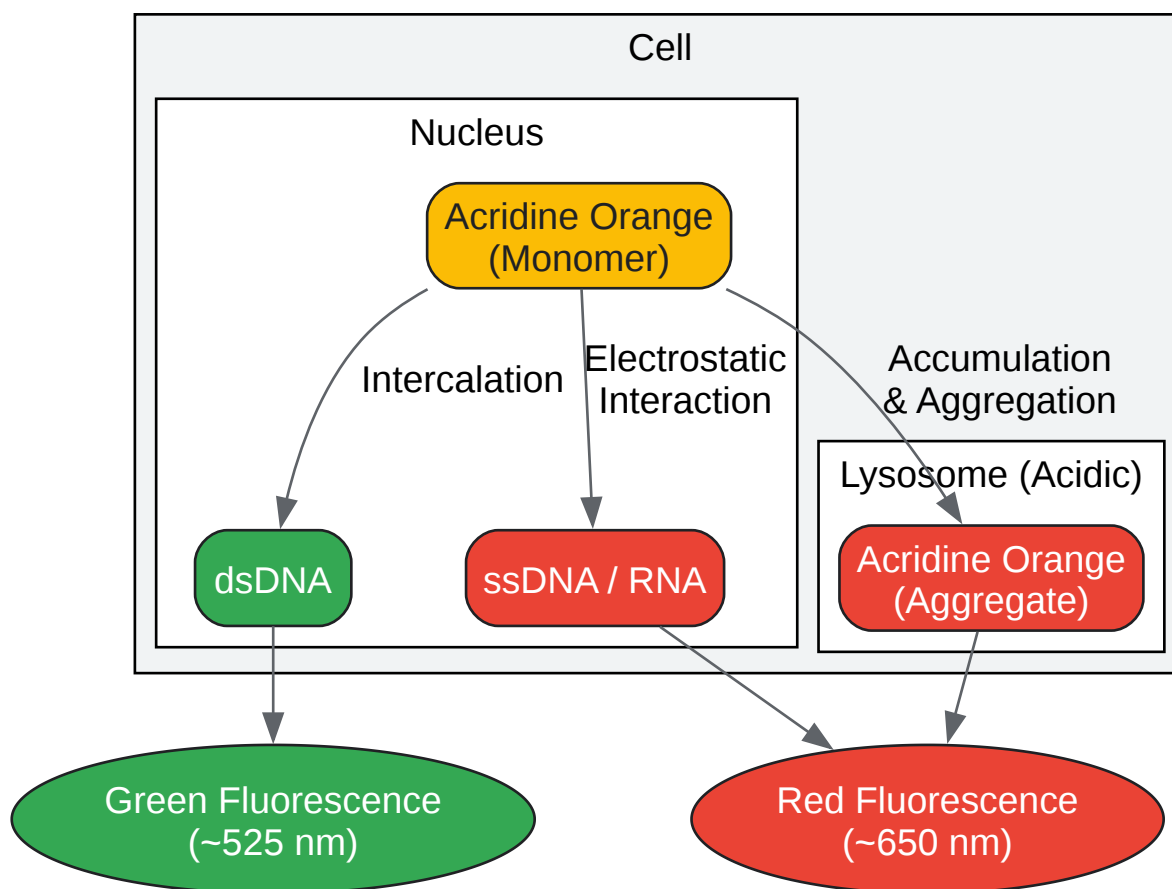 Cell
Nucleus
Acridine Orange
(Monomer)
Intercalation
Electrostatic
Interaction
Accumulation
& Aggregation
Lysosome (Acidic)
dsDNA
ssDNA / RNA
Acridine Orange
(Aggregate)
Green Fluorescence
(~525 nm)
Red Fluorescence
(~650 nm)